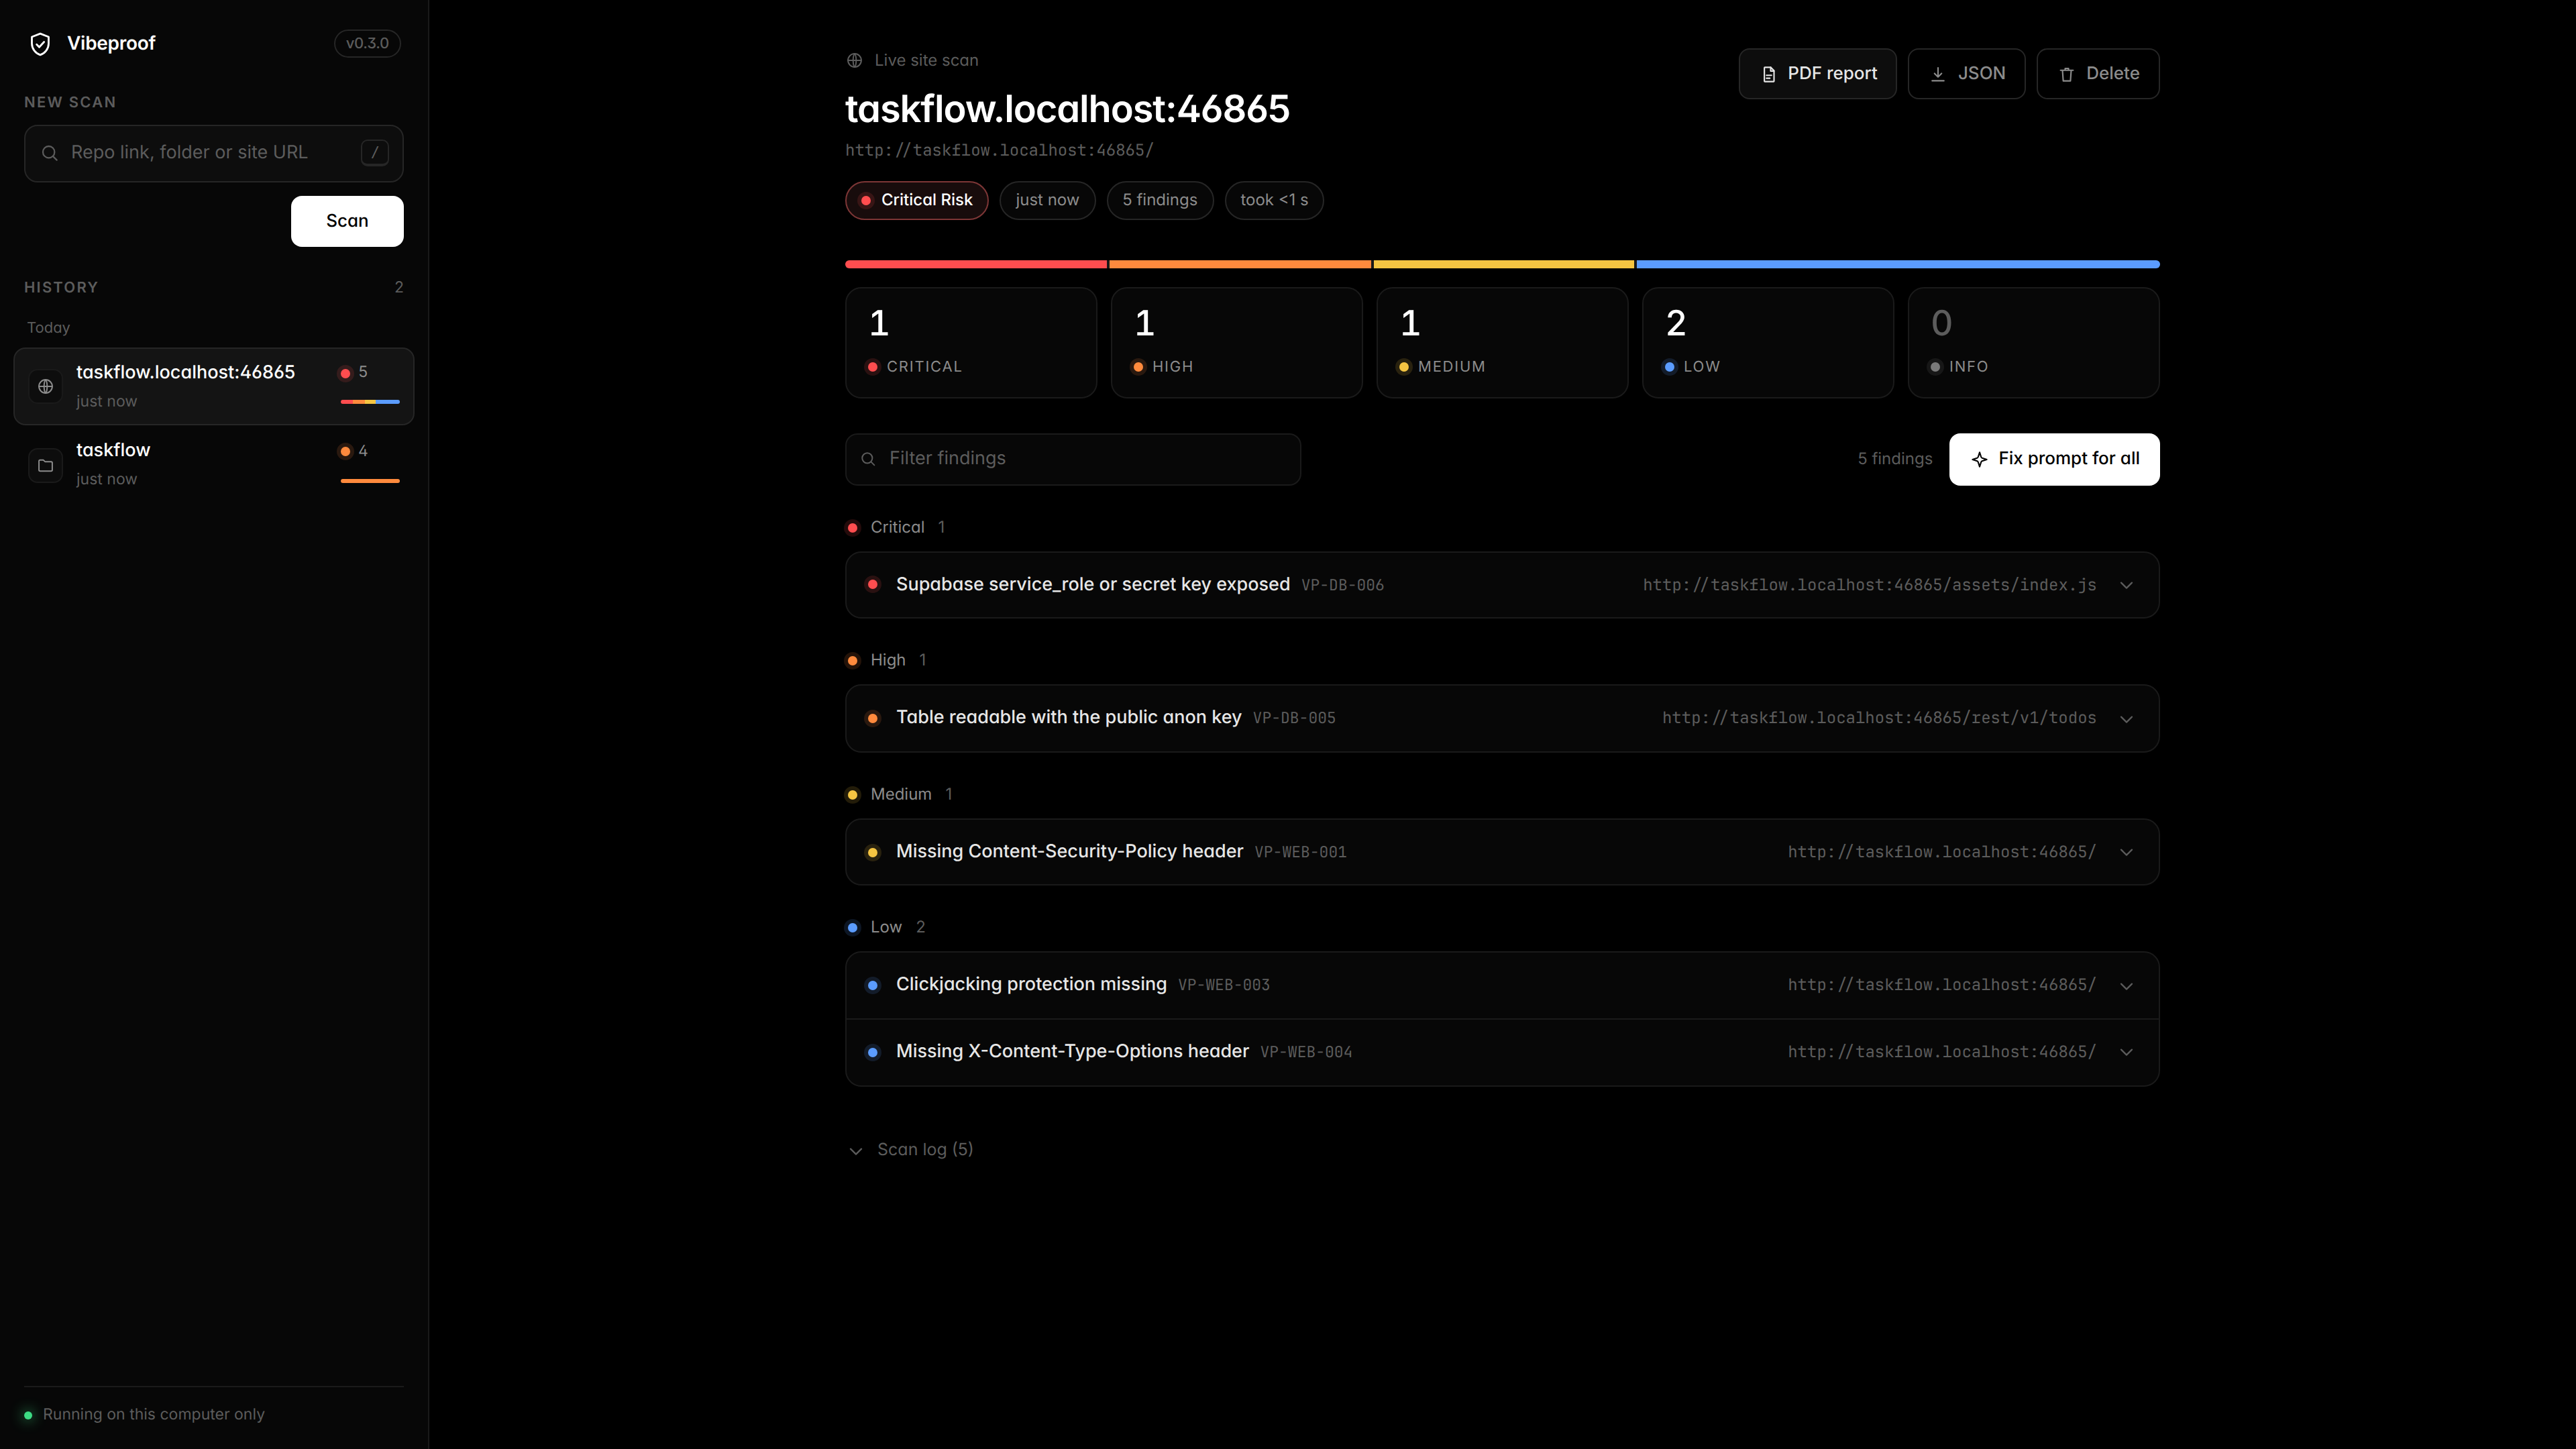 Vibeproof
v0.3.0
NEW SCAN
Repo link, folder or site URL
/
Scan
HISTORY
2
Today
taskflow.localhost:46865
5
just now
taskflow
4
just now
Running on this computer only
Live site scan
taskflow.localhost:46865
http://taskflow.localhost:46865/
Critical Risk
just now
5 findings
took <1 s
PDF report
JSON
Delete
1
CRITICAL
1
HIGH
1
MEDIUM
2
LOW
0
INFO
Filter findings
5 findings
Fix prompt for all
Critical 1
Supabase service_role or secret key exposed VP-DB-006 http://taskflow.localhost:46865/assets/index.js
High 1
Table readable with the public anon key VP-DB-005 http://taskflow.localhost:46865/rest/v1/todos
Medium 1
Missing Content-Security-Policy header VP-WEB-001 http://taskflow.localhost:46865/
Low 2
Clickjacking protection missing VP-WEB-003 http://taskflow.localhost:46865/
Missing X-Content-Type-Options header VP-WEB-004 http://taskflow.localhost:46865/
Scan log (5)